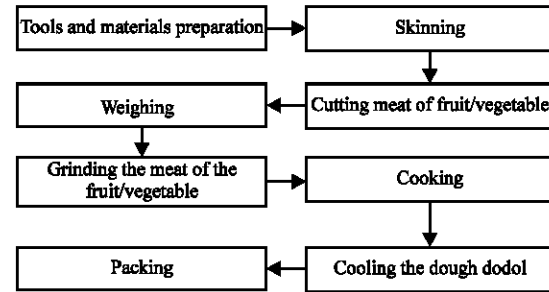 Tools and materials preparation
Skinning
Weighing
Cutting meat of fruit/vegetable
Grinding the meat of the
fruit/vegetable
Cooking
Packing
Cooling the dough dodol